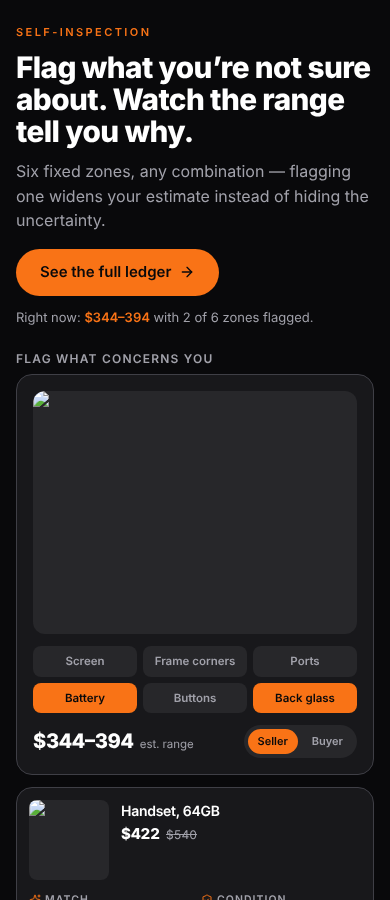 SELF-INSPECTION
Flag what you’re not sure
about. Watch the range
tell you why.
Six fixed zones, any combination — flagging
one widens your estimate instead of hiding the
uncertainty.
See the full ledger →
Right now: $344–394 with 2 of 6 zones flagged.
FLAG WHAT CONCERNS YOU
Screen Frame corners Ports
Battery Buttons Back glass
$344–394 est. range Seller Buyer
Handset, 64GB
$422 $540
MATCH CONDITION